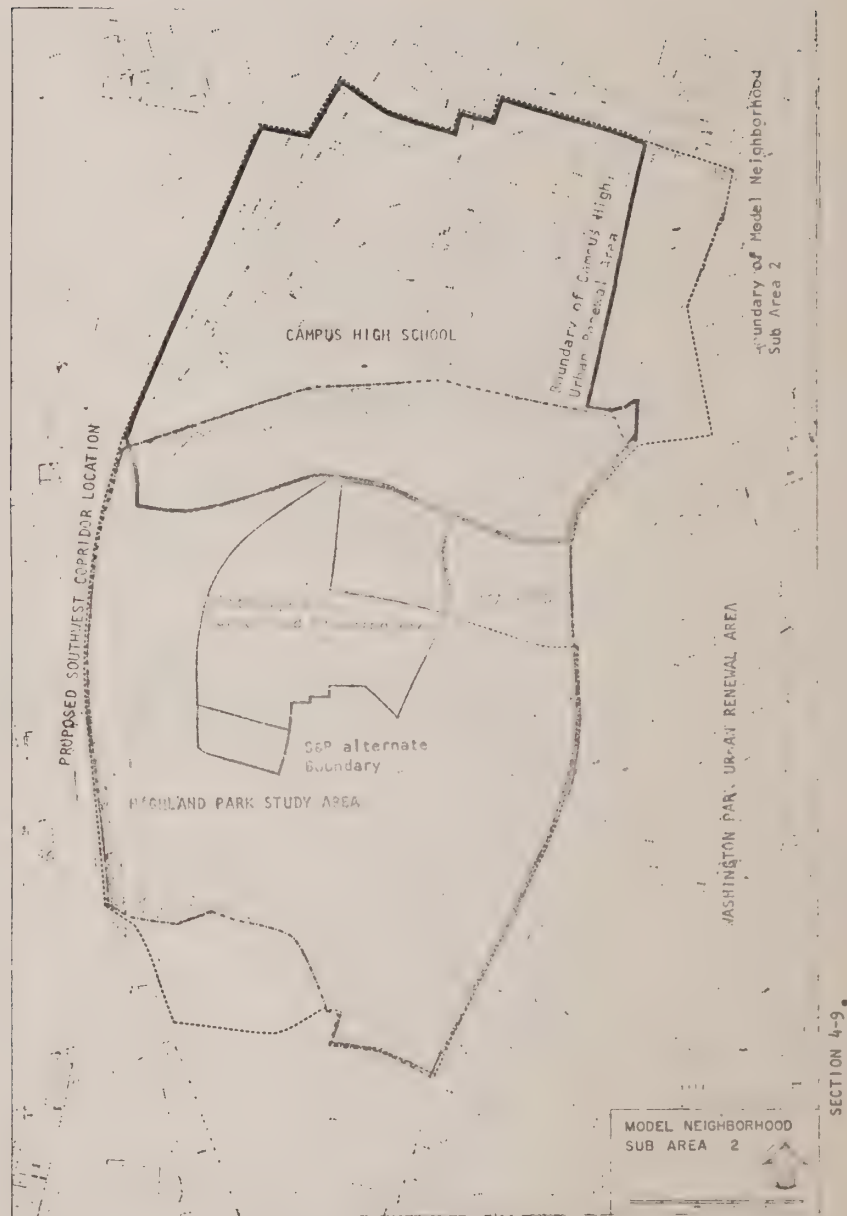 CAMPUS HIGH SCHOOL
Boundary of Campus High
Urban Renewal Area
Boundary of Model Neighborhood
Sub Area 2
PROPOSED SOUTHWEST CORRIDOR LOCATION
S&P alternate
Boundary
HIGHLAND PARK STUDY AREA
WASHINGTON PARK URBAN RENEWAL AREA
MODEL NEIGHBORHOOD
SUB AREA 2
SECTION 4-9